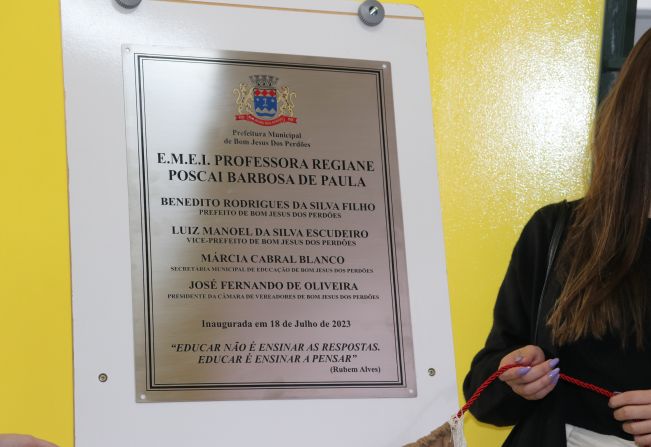 Prefeitura Municipal
de Bom Jesus Dos Perdões
E.M.E.I. PROFESSORA REGIANE
POSCAI BARBOSA DE PAULA
BENEDITO RODRIGUES DA SILVA FILHO
PREFEITO DE BOM JESUS DOS PERDÕES
LUIZ MANOEL DA SILVA ESCUDEIRO
VICE-PREFEITO DE BOM JESUS DOS PERDÕES
MÁRCIA CABRAL BLANCO
SECRETÁRIA MUNICIPAL DE EDUCAÇÃO DE BOM JESUS DOS PERDÕES
JOSÉ FERNANDO DE OLIVEIRA
PRESIDENTE DA CÂMARA DE VEREADORES DE BOM JESUS DOS PERDÕES
Inaugurada em 18 de Julho de 2023
“EDUCAR NÃO É ENSINAR AS RESPOSTAS.
EDUCAR É ENSINAR A PENSAR”
(Rubem Alves)